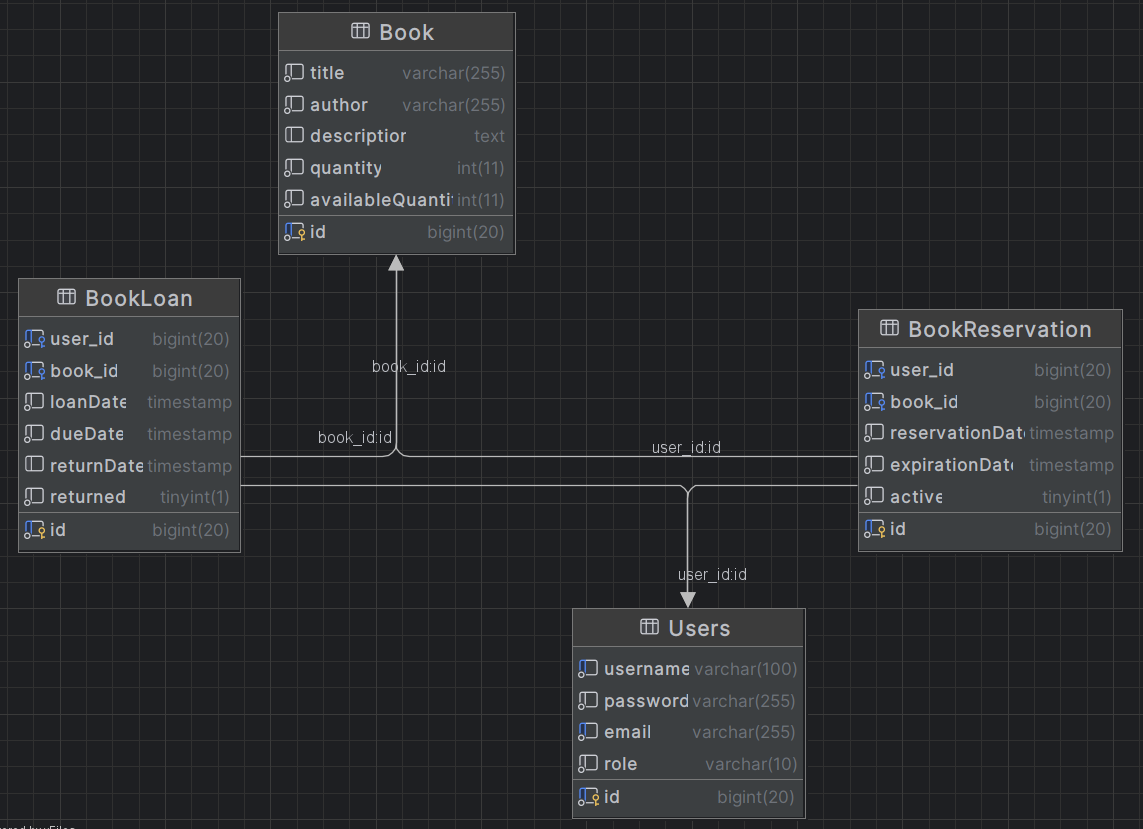 Book
title varchar(255)
author varchar(255)
descriptior text
quantity int(11)
availableQuanti int(11)
id bigint(20)
BookLoan
user_id bigint(20)
book_id bigint(20)
loanDate timestamp
dueDate timestamp
returnDate timestamp
returned tinyint(1)
id bigint(20)
book_id:id
book_id:id
user_id:id
user_id:id
BookReservation
user_id bigint(20)
book_id bigint(20)
reservationDat timestamp
expirationDate timestamp
active tinyint(1)
id bigint(20)
Users
username varchar(100)
password varchar(255)
email varchar(255)
role varchar(10)
id bigint(20)